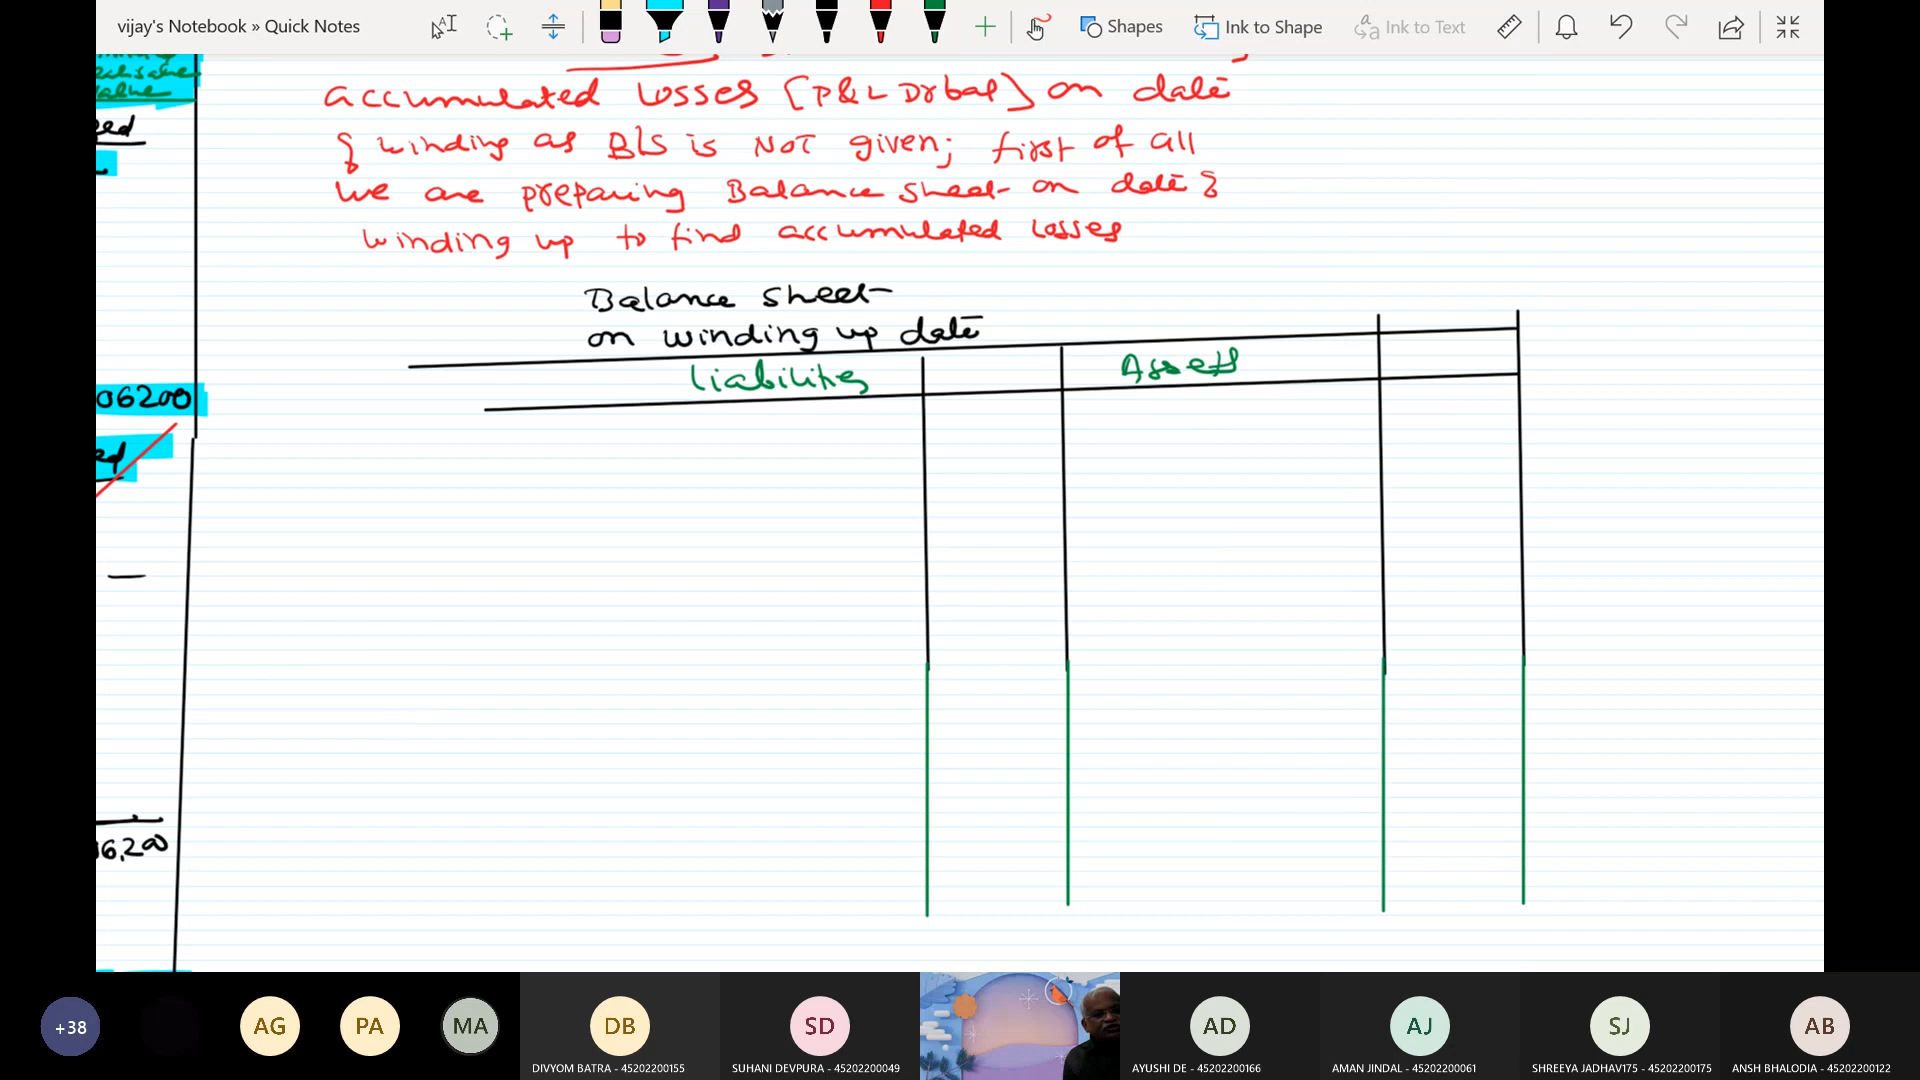 vijay's Notebook » Quick Notes
Shapes
Ink to Shape
Ink to Text
value
accumulated Losses [P&L Dr bal] on date
& winding as B/S is NOT given; first of all
we are preparing Balance sheet on date &
winding up to find accumulated losses
Balance sheet
on winding up date
Liabilities
Assets
06200
ed
16,200
+38
AG
PA
MA
DB
SD
AD
AJ
SJ
AB
DIVYOM BATRA - 45202200155
SUHANI DEVPURA - 45202200049
AYUSHI DE - 45202200166
AMAN JINDAL - 45202200061
SHREEYA JADHAV175 - 45202200175
ANSH BHALODIA - 45202200122